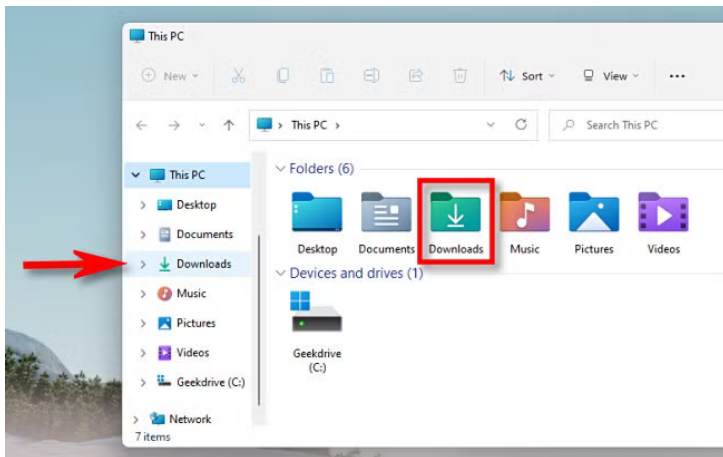 This PC
New
Sort
View
This PC
Search This PC
This PC
Desktop
Documents
Downloads
Music
Pictures
Videos
Geekdrive (C:)
Network
Folders (6)
Desktop
Documents
Downloads
Music
Pictures
Videos
Devices and drives (1)
Geekdrive
(C:)
7 items